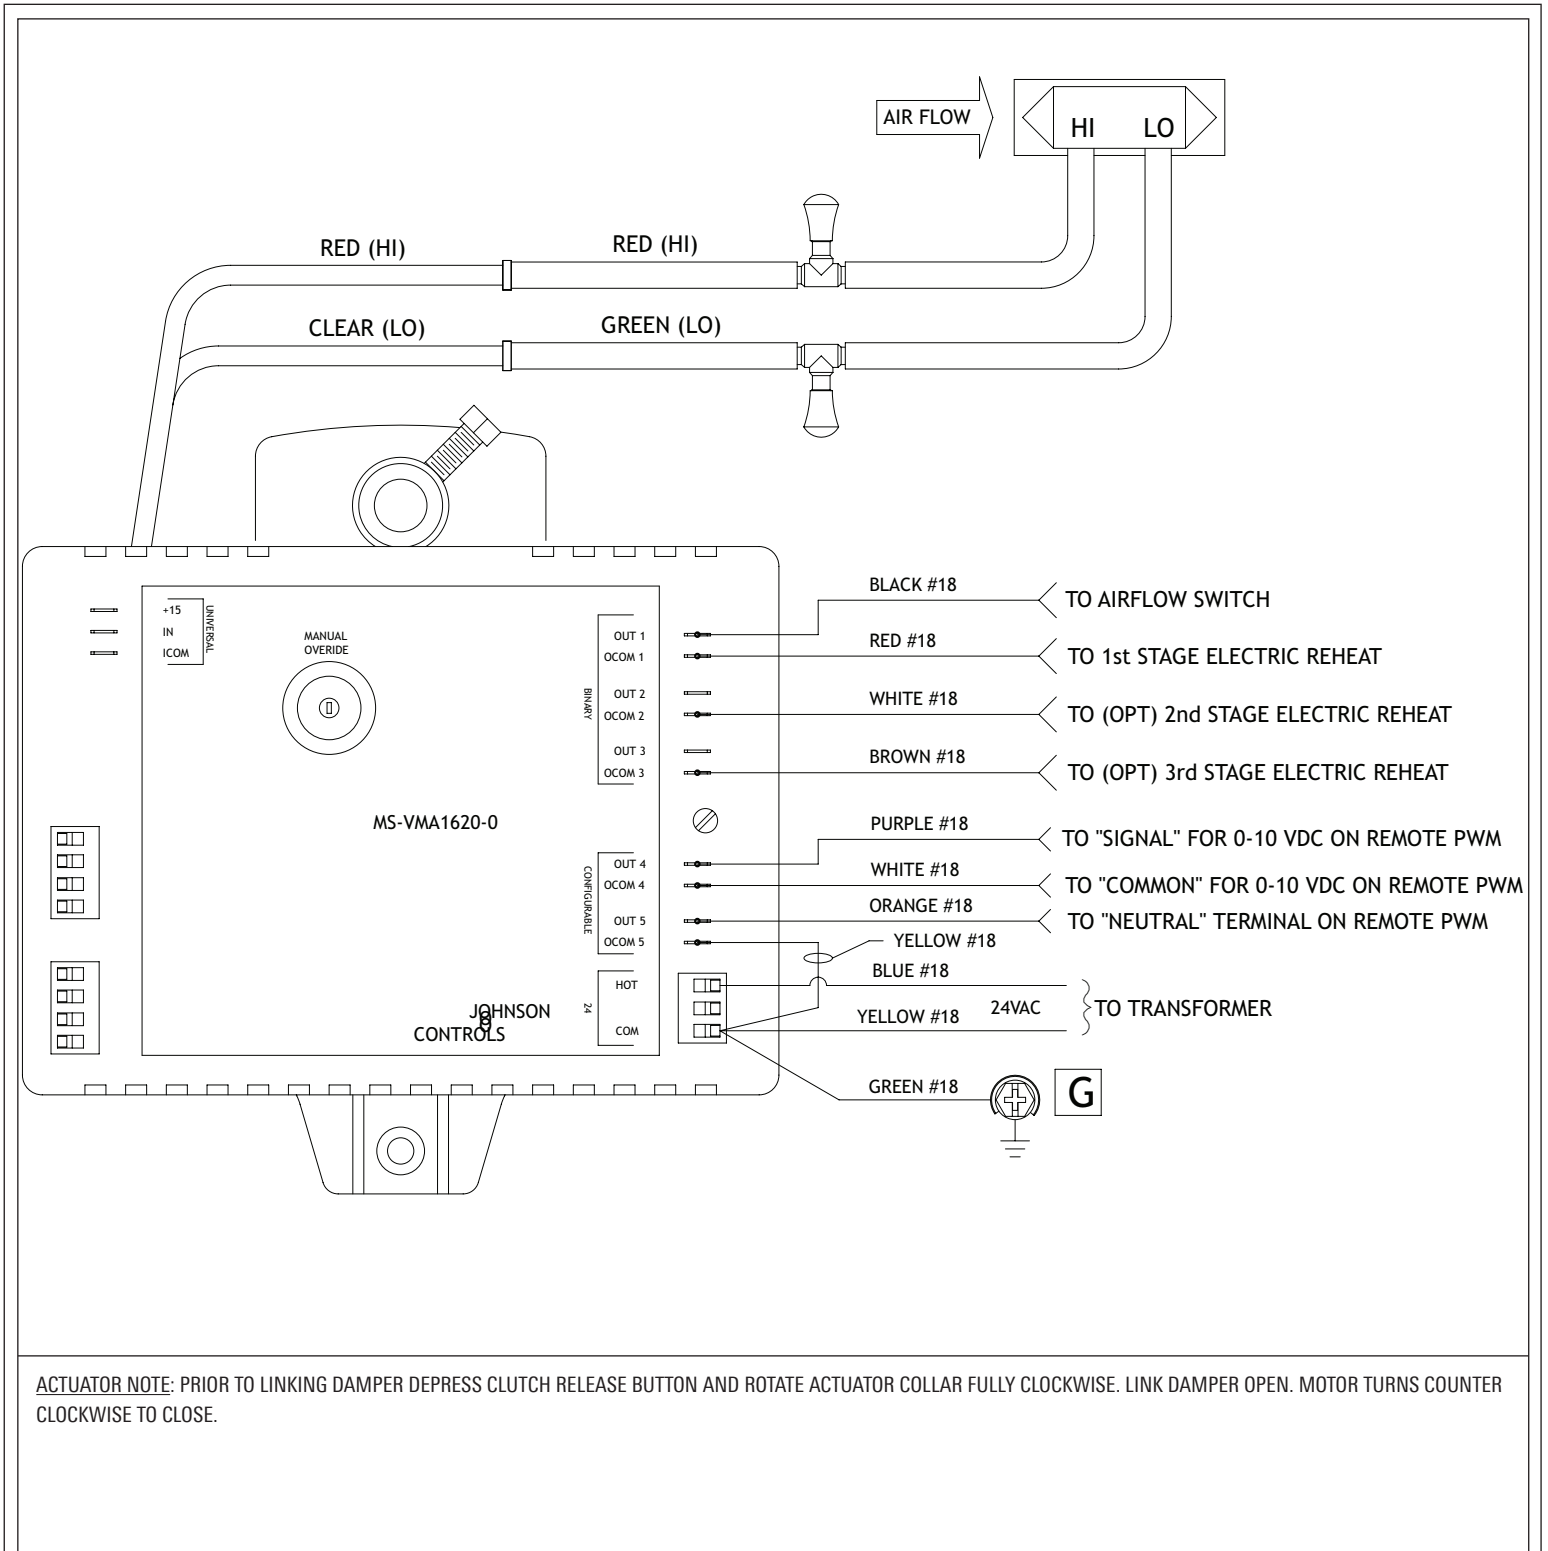 AIR FLOW
HI LO
RED (HI)
RED (HI)
CLEAR (LO)
GREEN (LO)
+15
IN
ICOM
UNIVERSAL
MANUAL
OVERIDE
BINARY
OUT 1
OCOM 1
OUT 2
OCOM 2
OUT 3
OCOM 3
BLACK #18
TO AIRFLOW SWITCH
RED #18
TO 1st STAGE ELECTRIC REHEAT
WHITE #18
TO (OPT) 2nd STAGE ELECTRIC REHEAT
BROWN #18
TO (OPT) 3rd STAGE ELECTRIC REHEAT
MS-VMA1620-0
CONFIGURABLE
OUT 4
OCOM 4
OUT 5
OCOM 5
PURPLE #18
TO "SIGNAL" FOR 0-10 VDC ON REMOTE PWM
WHITE #18
TO "COMMON" FOR 0-10 VDC ON REMOTE PWM
ORANGE #18
TO "NEUTRAL" TERMINAL ON REMOTE PWM
YELLOW #18
BLUE #18
HOT
24
COM
24VAC
TO TRANSFORMER
YELLOW #18
JOHNSON
CONTROLS
GREEN #18
G
ACTUATOR NOTE: PRIOR TO LINKING DAMPER DEPRESS CLUTCH RELEASE BUTTON AND ROTATE ACTUATOR COLLAR FULLY CLOCKWISE. LINK DAMPER OPEN. MOTOR TURNS COUNTER
CLOCKWISE TO CLOSE.